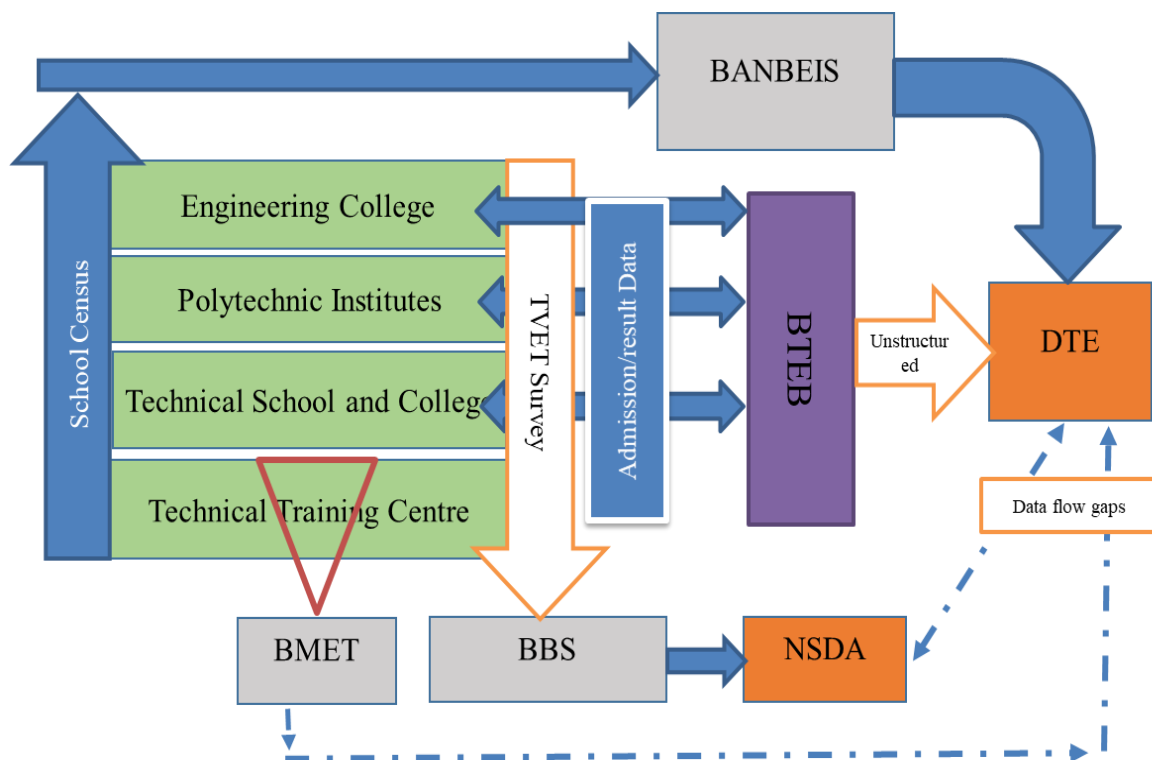 BANBEIS
School Census
Engineering College
Polytechnic Institutes
Technical School and College
Technical Training Centre
TVET Survey
Admission/result Data
BTEB
Unstructur
ed
DTE
Data flow gaps
BMET
BBS
NSDA